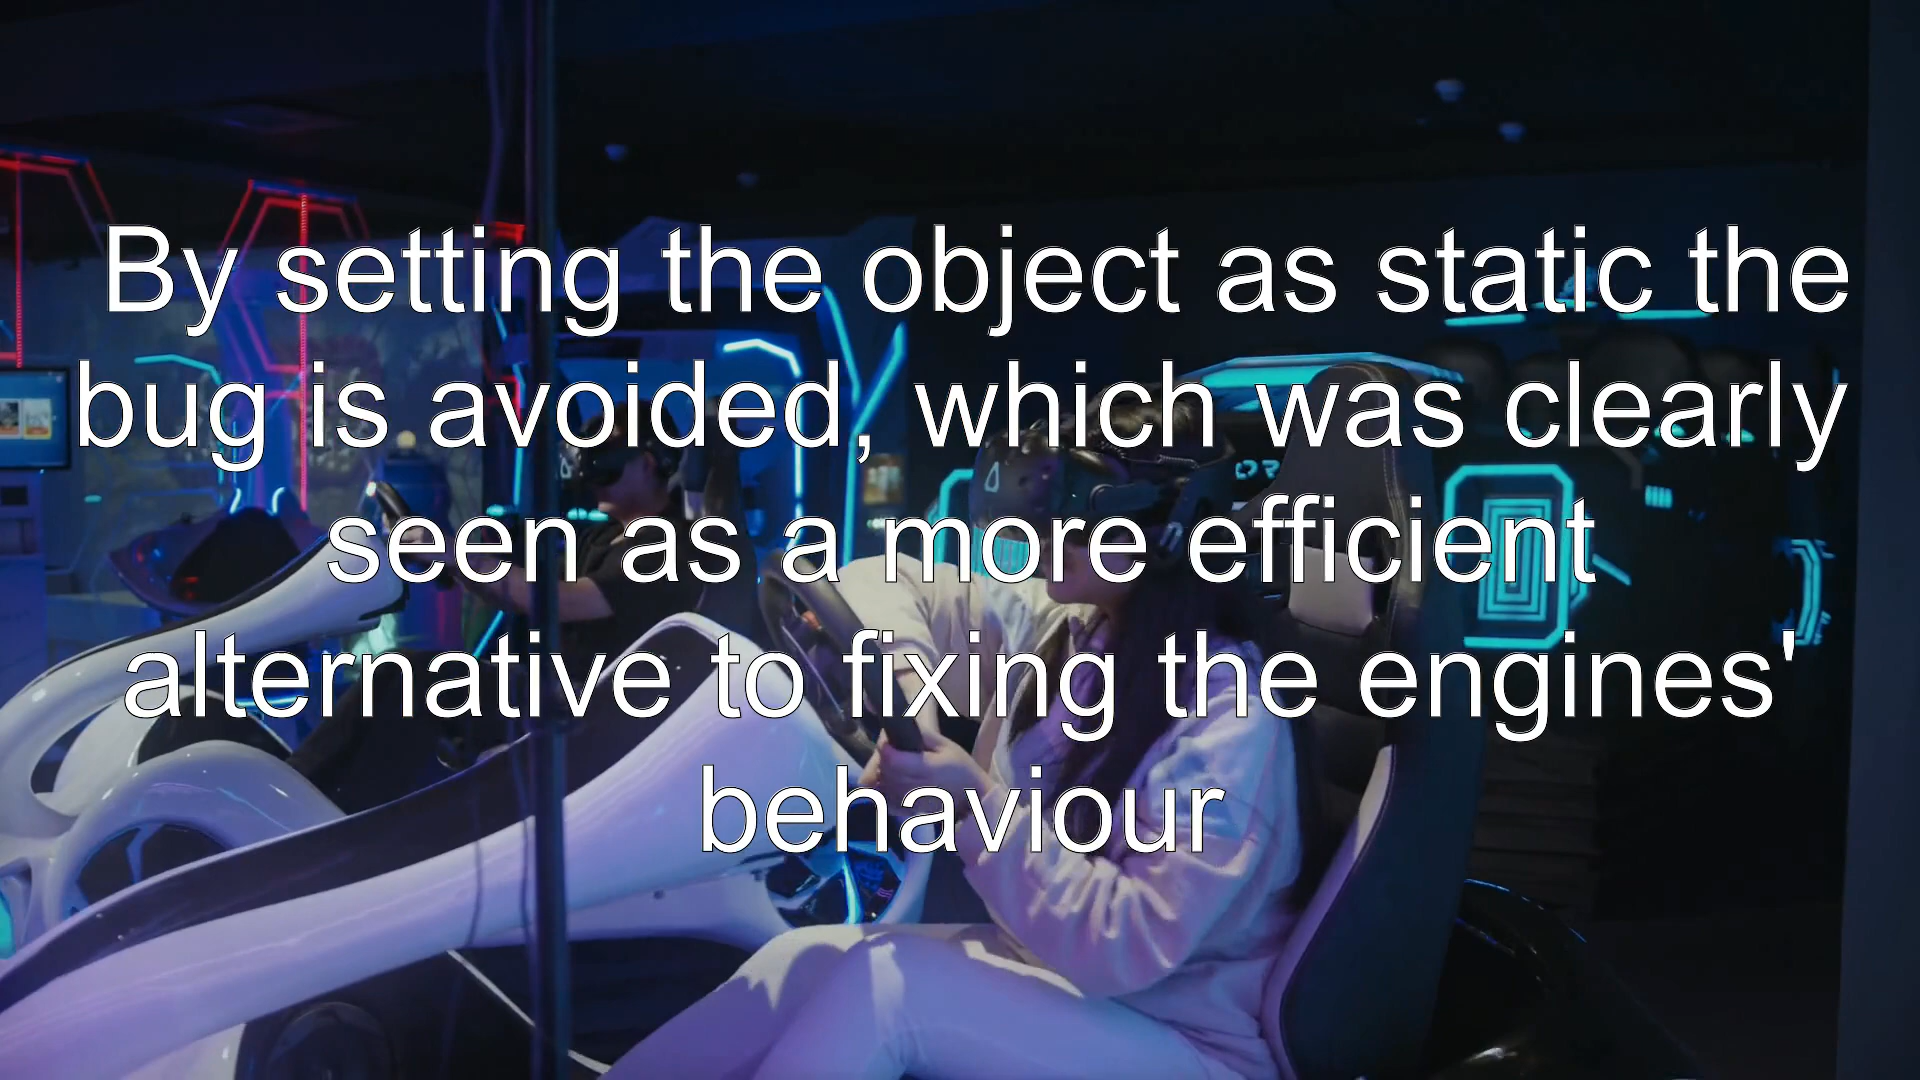 By setting the object as static the
bug is avoided, which was clearly
seen as a more efficient
alternative to fixing the engines'
behaviour